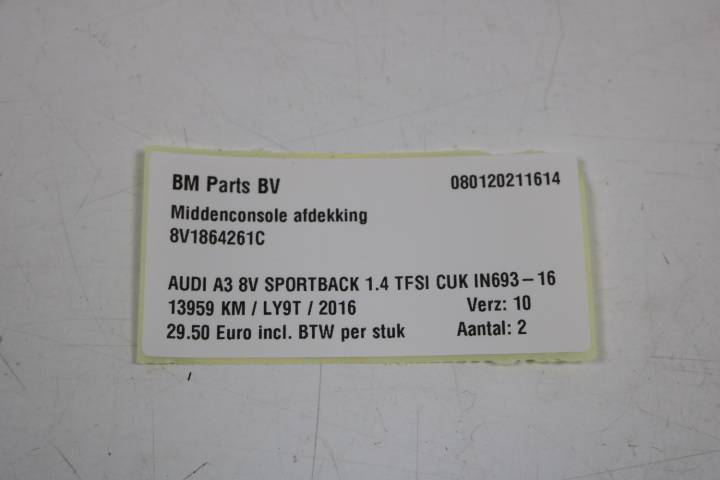 BM Parts BV 080120211614
Middenconsole afdekking
8V1864261C
AUDI A3 8V SPORTBACK 1.4 TFSI CUK IN693-16
13959 KM / LY9T / 2016 Verz: 10
29.50 Euro incl. BTW per stuk Aantal: 2